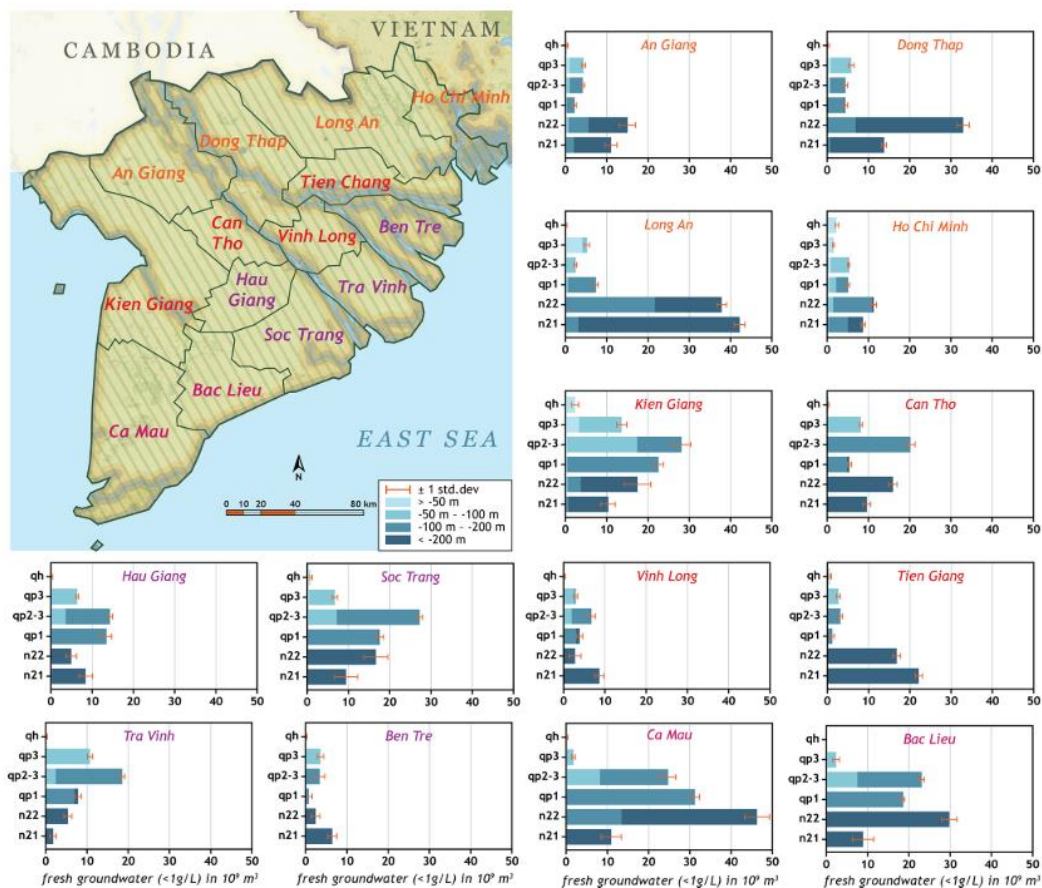 CAMBODIA
VIETNAM
Ho Chi Minh
Long An
Dong Thap
An Giang
Tien Chang
Can
Tho
Vinh Long
Ben Tre
Hau
Giang
Tra Vinh
Kien Giang
Soc Trang
Bac Lieu
Ca Mau
EAST SEA
N
0 10 20 30 40 80 km
± 1 std.dev
> -50 m
-50 m - -100 m
-100 m - -200 m
< -200 m
An Giang
qh
qp3
qp2-3
qp1
n22
n21
0 10 20 30 40 50
Dong Thap
qh
qp3
qp2-3
qp1
n22
n21
0 10 20 30 40 50
Long An
qh
qp3
qp2-3
qp1
n22
n21
0 10 20 30 40 50
Ho Chi Minh
qh
qp3
qp2-3
qp1
n22
n21
0 10 20 30 40 50
Kien Giang
qh
qp3
qp2-3
qp1
n22
n21
0 10 20 30 40 50
Can Tho
qh
qp3
qp2-3
qp1
n22
n21
0 10 20 30 40 50
Hau Giang
qh
qp3
qp2-3
qp1
n22
n21
0 10 20 30 40 50
Soc Trang
qh
qp3
qp2-3
qp1
n22
n21
0 10 20 30 40 50
Vinh Long
qh
qp3
qp2-3
qp1
n22
n21
0 10 20 30 40 50
Tien Giang
qh
qp3
qp2-3
qp1
n22
n21
0 10 20 30 40 50
Tra Vinh
qh
qp3
qp2-3
qp1
n22
n21
0 10 20 30 40 50
fresh groundwater (<1g/L) in 10⁹ m³
Ben Tre
qh
qp3
qp2-3
qp1
n22
n21
0 10 20 30 40 50
fresh groundwater (<1g/L) in 10⁹ m³
Ca Mau
qh
qp3
qp2-3
qp1
n22
n21
0 10 20 30 40 50
fresh groundwater (<1g/L) in 10⁹ m³
Bac Lieu
qh
qp3
qp2-3
qp1
n22
n21
0 10 20 30 40 50
fresh groundwater (<1g/L) in 10⁹ m³